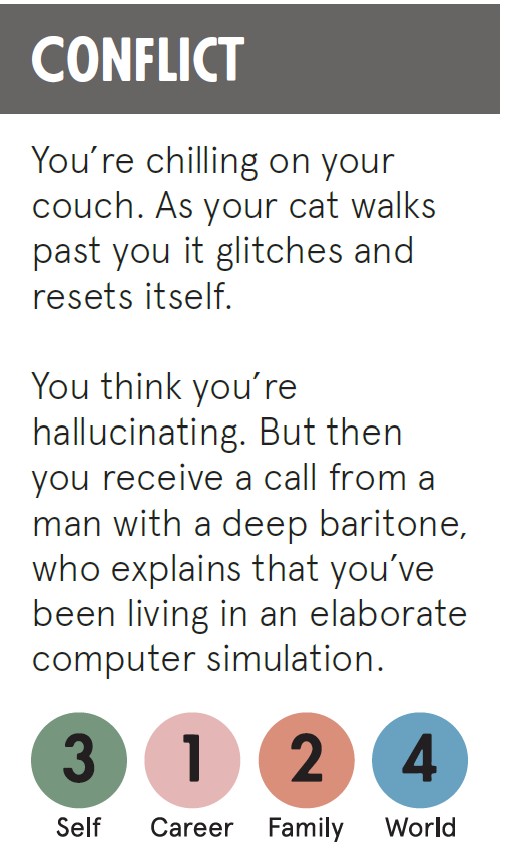 CONFLICT
You’re chilling on your
couch. As your cat walks
past you it glitches and
resets itself.
You think you’re
hallucinating. But then
you receive a call from a
man with a deep baritone,
who explains that you’ve
been living in an elaborate
computer simulation.
3 1 2 4
Self Career Family World